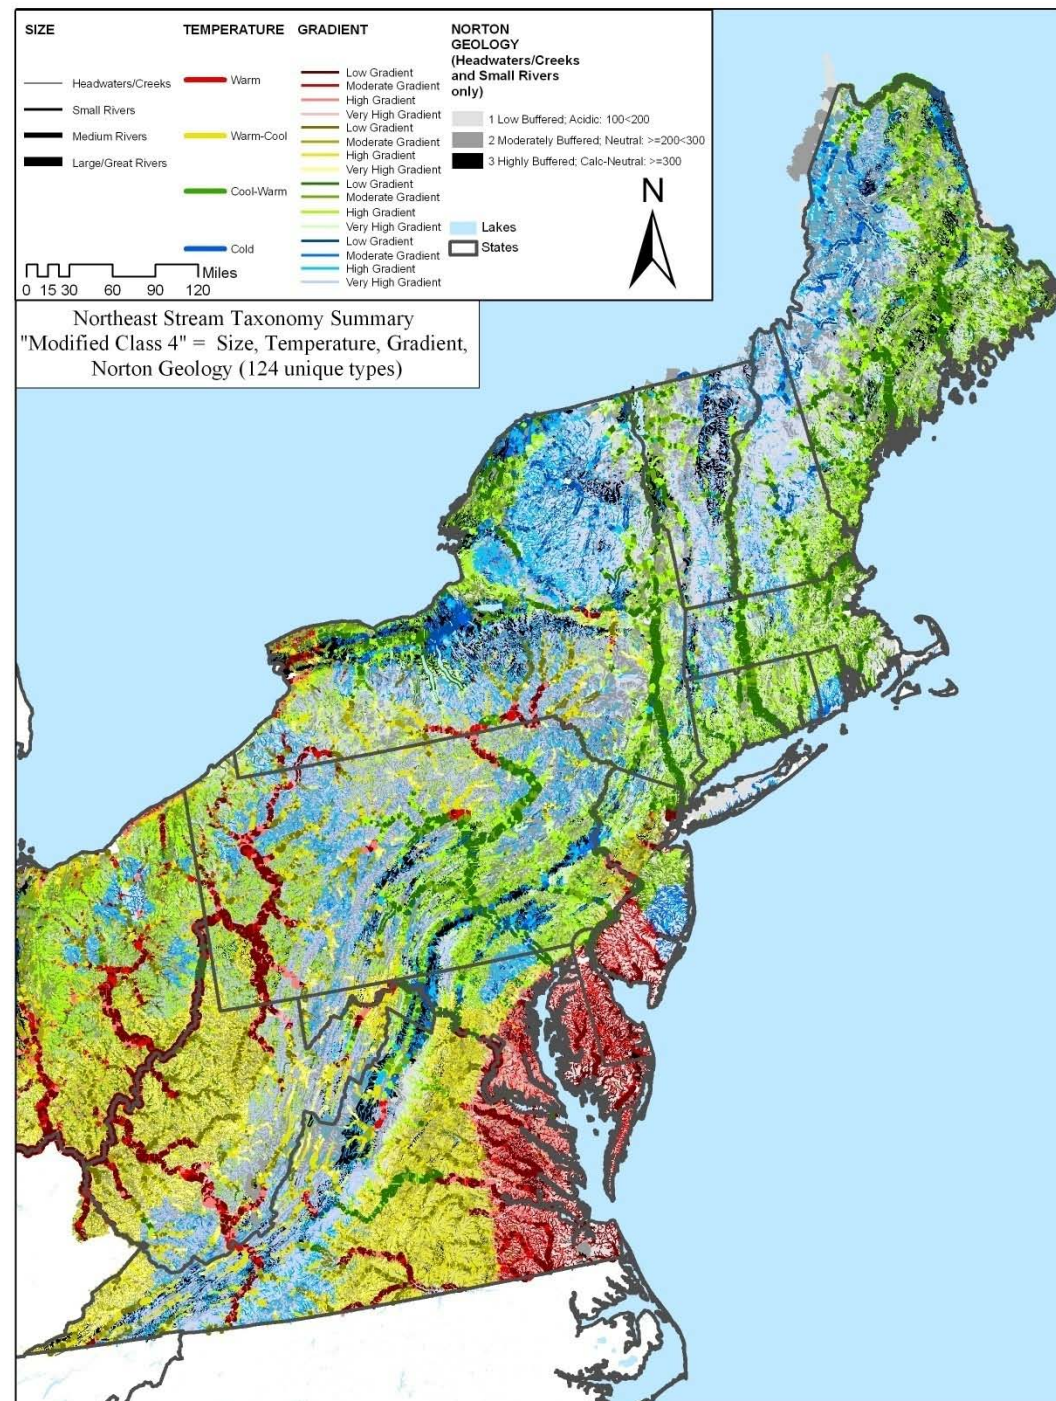 SIZE
Headwaters/Creeks
Small Rivers
Medium Rivers
Large/Great Rivers
TEMPERATURE
Warm
Warm-Cool
Cool-Warm
Cold
GRADIENT
Low Gradient
Moderate Gradient
High Gradient
Very High Gradient
Low Gradient
Moderate Gradient
High Gradient
Very High Gradient
Low Gradient
Moderate Gradient
High Gradient
Very High Gradient
Low Gradient
Moderate Gradient
High Gradient
Very High Gradient
NORTON
GEOLOGY
(Headwaters/Creeks
and Small Rivers
only)
1 Low Buffered; Acidic: 100<200
2 Moderately Buffered; Neutral: >=200<300
3 Highly Buffered; Calc-Neutral: >=300
Lakes
States
N
Miles
0 15 30 60 90 120
Northeast Stream Taxonomy Summary
"Modified Class 4" = Size, Temperature, Gradient,
Norton Geology (124 unique types)